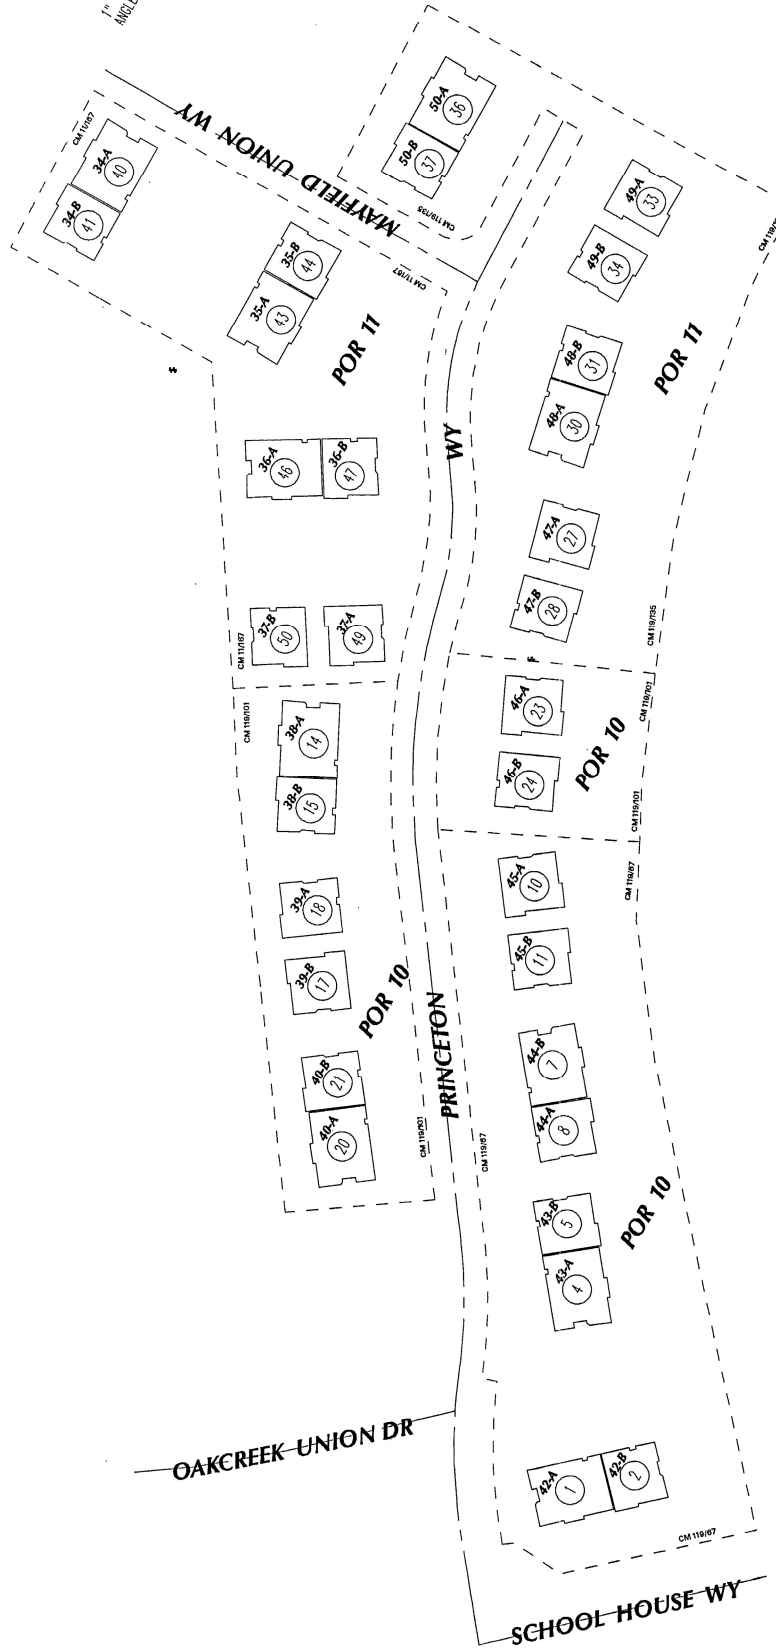 1"
CM 11/167
34-A
40
34-B
41
MAYFIELD UNION WY
50-A
36
50-B
37
CM 119/135
49-A
33
49-B
34
35-B
44
35-A
43
CM 11/167
POR 11
48-B
31
48-A
30
POR 11
WY
36-A
46
36-B
47
47-A
27
47-B
28
37-B
50
37-A
49
CM 11/167
CM 119/135
CM 119/101
38-A
14
38-B
15
46-A
23
46-B
24
POR 10
CM 119/101
CM 119/101
CM 119/67
45-A
10
45-B
11
39-A
18
39-B
17
POR 10
PRINCETON
40-B
21
40-A
20
CM 119/101
CM 119/67
44-B
7
44-A
8
43-B
5
43-A
4
POR 10
OAKCREEK UNION DR
42-A
1
42-B
2
CM 119/67
SCHOOL HOUSE WY